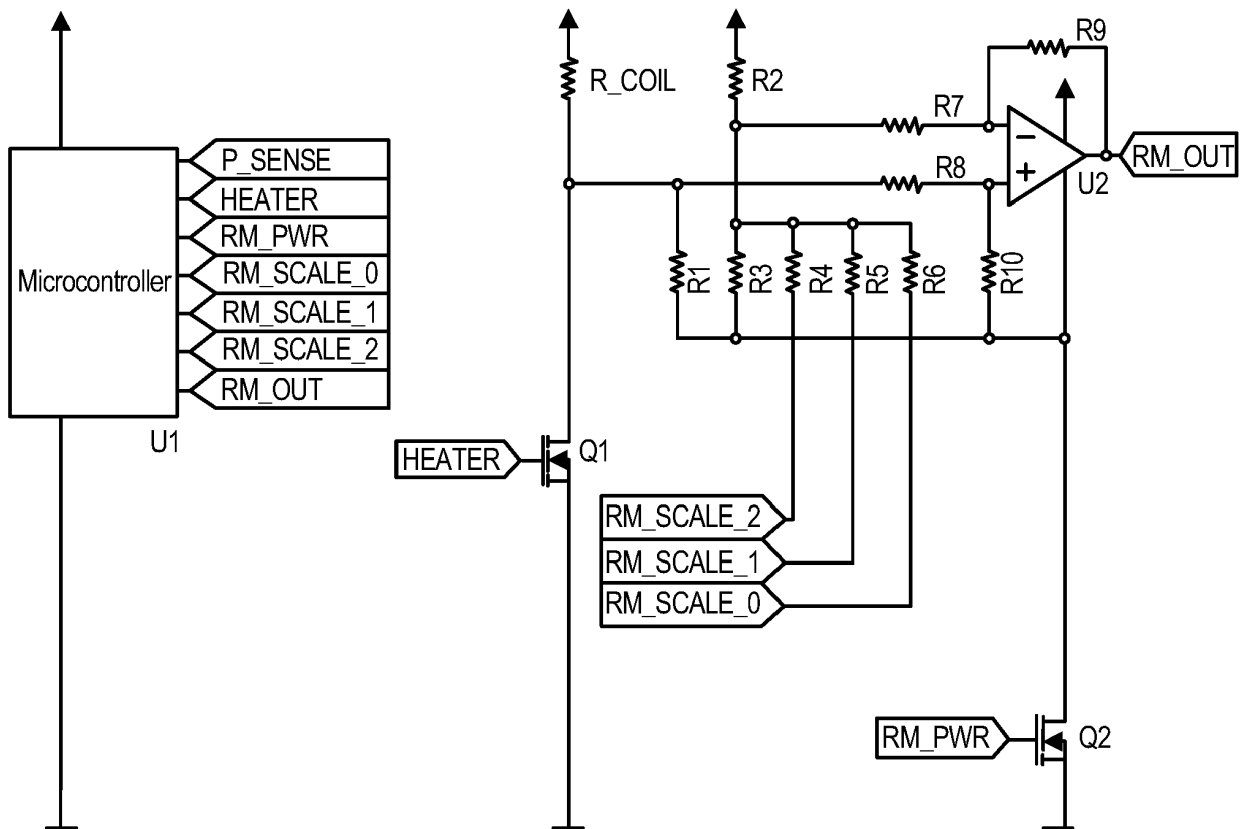 R9
R_COIL
R2
R7
P_SENSE
HEATER
RM_PWR
RM_SCALE_0
RM_SCALE_1
RM_SCALE_2
RM_OUT
Microcontroller
U1
R8
−
+
U2
RM_OUT
R1
R3
R4
R5
R6
R10
HEATER
Q1
RM_SCALE_2
RM_SCALE_1
RM_SCALE_0
RM_PWR
Q2